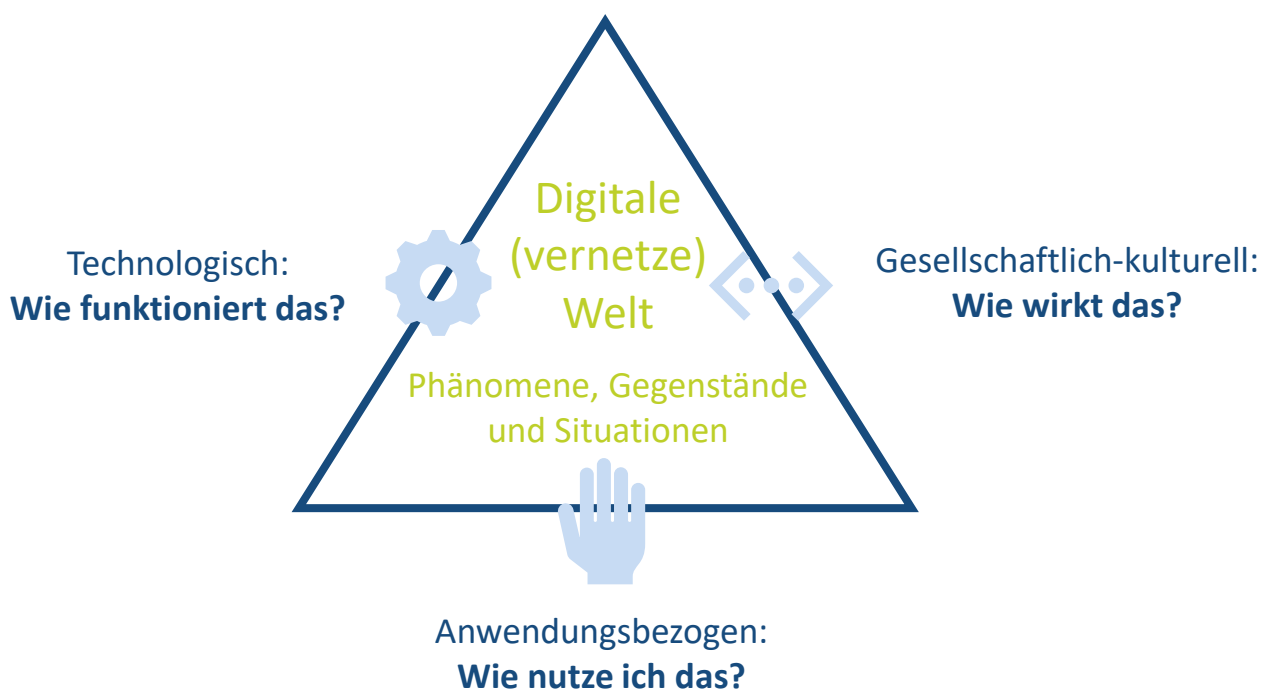 Digitale
(vernetze)
Welt
Phänomene, Gegenstände
und Situationen
Technologisch:
Wie funktioniert das?
Gesellschaftlich-kulturell:
Wie wirkt das?
Anwendungsbezogen:
Wie nutze ich das?